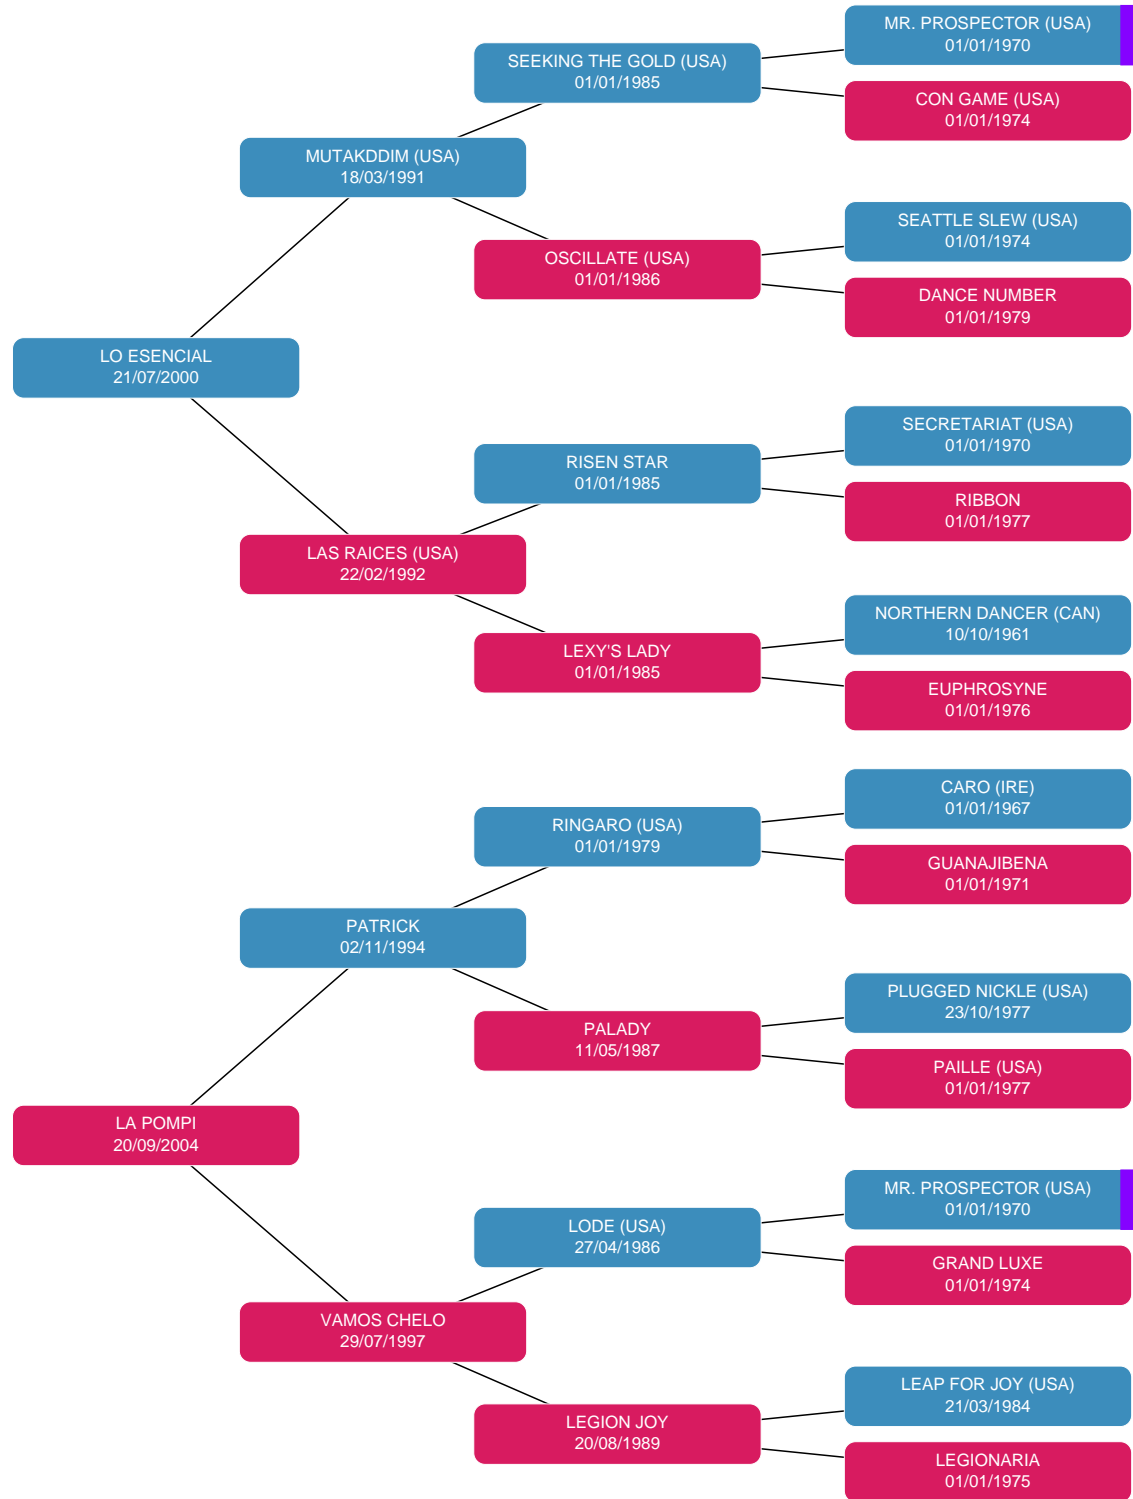 MR. PROSPECTOR (USA)
01/01/1970
SEEKING THE GOLD (USA)
01/01/1985
CON GAME (USA)
01/01/1974
MUTAKDDIM (USA)
18/03/1991
SEATTLE SLEW (USA)
01/01/1974
OSCILLATE (USA)
01/01/1986
DANCE NUMBER
01/01/1979
LO ESENCIAL
21/07/2000
SECRETARIAT (USA)
01/01/1970
RISEN STAR
01/01/1985
RIBBON
01/01/1977
LAS RAICES (USA)
22/02/1992
NORTHERN DANCER (CAN)
10/10/1961
LEXY'S LADY
01/01/1985
EUPHROSYNE
01/01/1976
CARO (IRE)
01/01/1967
RINGARO (USA)
01/01/1979
GUANAJIBENA
01/01/1971
PATRICK
02/11/1994
PLUGGED NICKLE (USA)
23/10/1977
PALADY
11/05/1987
PAILLE (USA)
01/01/1977
LA POMPI
20/09/2004
MR. PROSPECTOR (USA)
01/01/1970
LODE (USA)
27/04/1986
GRAND LUXE
01/01/1974
VAMOS CHELO
29/07/1997
LEAP FOR JOY (USA)
21/03/1984
LEGION JOY
20/08/1989
LEGIONARIA
01/01/1975